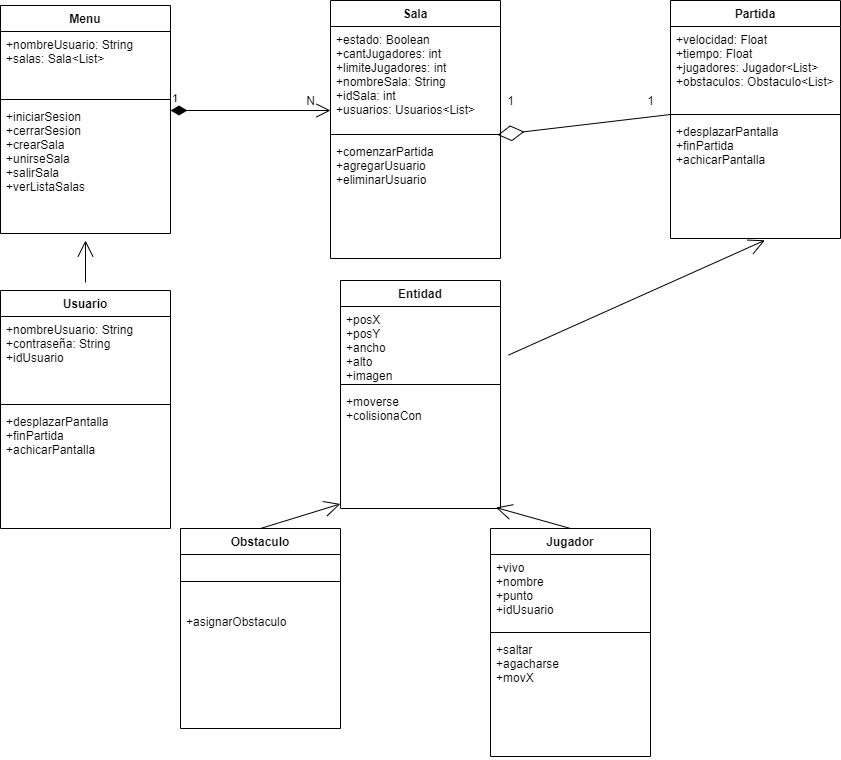 Menu
+nombreUsuario: String
+salas: Sala<List>
+iniciarSesion
+cerrarSesion
+crearSala
+unirseSala
+salirSala
+verListaSalas
1
N
Sala
+estado: Boolean
+cantJugadores: int
+limiteJugadores: int
+nombreSala: String
+idSala: int
+usuarios: Usuarios<List>
+comenzarPartida
+agregarUsuario
+eliminarUsuario
1
1
Partida
+velocidad: Float
+tiempo: Float
+jugadores: Jugador<List>
+obstaculos: Obstaculo<List>
+desplazarPantalla
+finPartida
+achicarPantalla
Usuario
+nombreUsuario: String
+contraseña: String
+idUsuario
+desplazarPantalla
+finPartida
+achicarPantalla
Entidad
+posX
+posY
+ancho
+alto
+imagen
+moverse
+colisionaCon
Obstaculo
+asignarObstaculo
Jugador
+vivo
+nombre
+punto
+idUsuario
+saltar
+agacharse
+movX